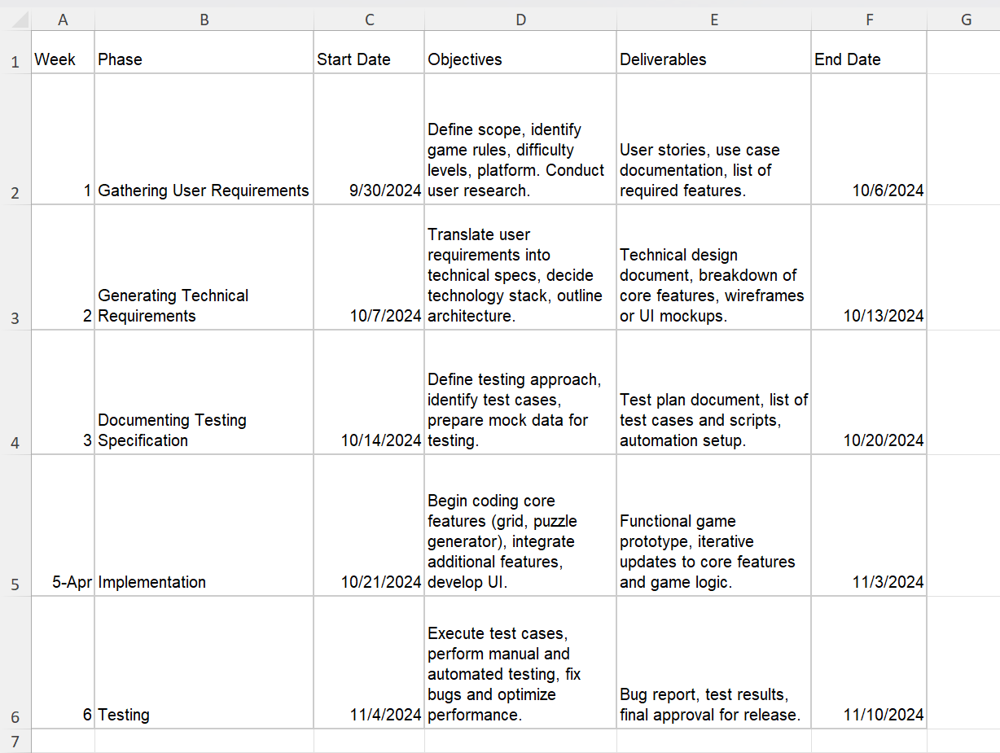 A B C D E F G
1 Week Phase Start Date Objectives Deliverables End Date
Define scope, identify
game rules, difficulty
levels, platform. Conduct
user research.
User stories, use case
documentation, list of
required features.
2 1 Gathering User Requirements 9/30/2024 10/6/2024
Translate user
requirements into
technical specs, decide
technology stack, outline
architecture.
Technical design
document, breakdown of
core features, wireframes
or UI mockups.
Generating Technical
Requirements
3 2 10/7/2024 10/13/2024
Define testing approach,
identify test cases,
prepare mock data for
testing.
Test plan document, list of
test cases and scripts,
automation setup.
Documenting Testing
Specification
4 3 10/14/2024 10/20/2024
Begin coding core
features (grid, puzzle
generator), integrate
additional features,
develop UI.
Functional game
prototype, iterative
updates to core features
and game logic.
5 5-Apr Implementation 10/21/2024 11/3/2024
Execute test cases,
perform manual and
automated testing, fix
bugs and optimize
performance.
Bug report, test results,
final approval for release.
6 6 Testing 11/4/2024 11/10/2024
7